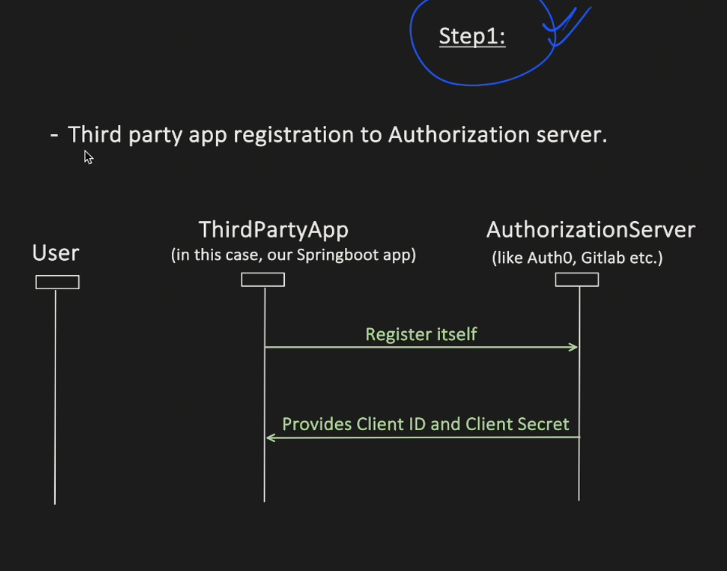 Step1:
- Third party app registration to Authorization server.
User
ThirdPartyApp
(in this case, our Springboot app)
AuthorizationServer
(like Auth0, Gitlab etc.)
Register itself
Provides Client ID and Client Secret